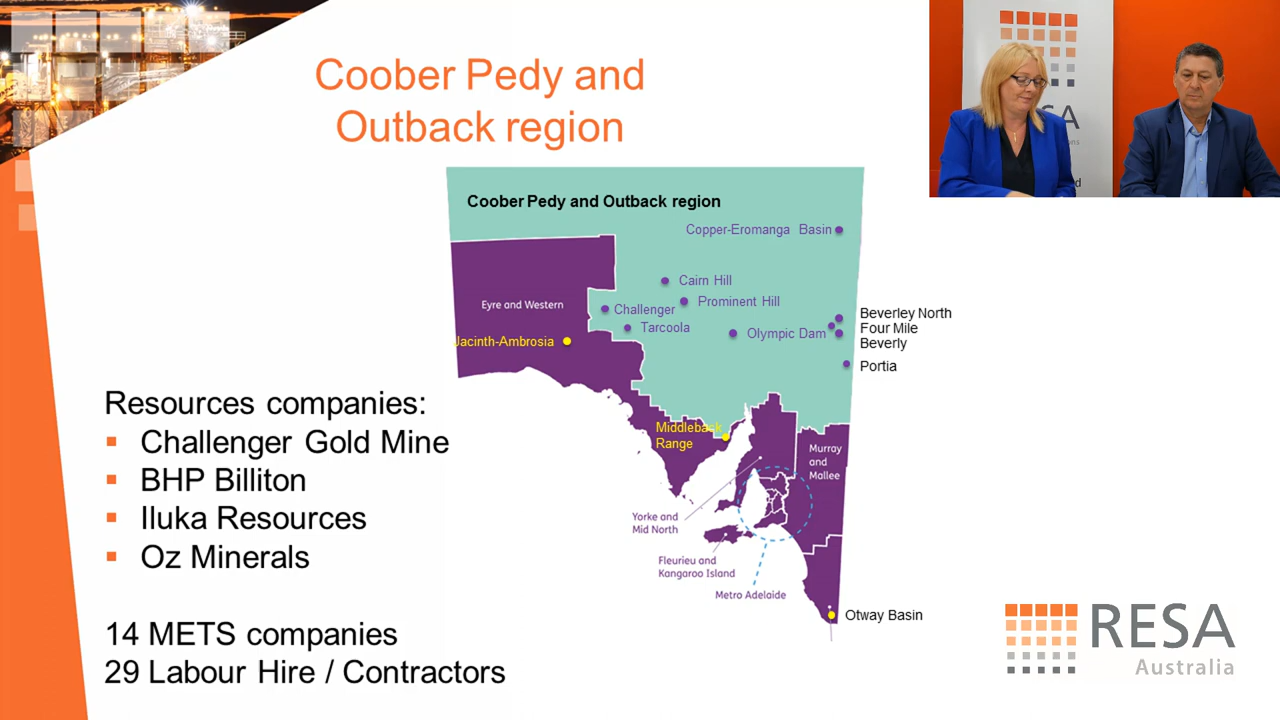 Coober Pedy and
Outback region
Coober Pedy and Outback region
Copper-Eromanga Basin
Cairn Hill
Eyre and Western
Challenger
Prominent Hill
Tarcoola
Olympic Dam
Jacinth-Ambrosia
Beverley North
Four Mile
Beverly
Portia
Middleback
Range
Murray
and
Mallee
Yorke and
Mid North
Fleurieu and
Kangaroo Island
Metro Adelaide
Otway Basin
Resources companies:
▪ Challenger Gold Mine
▪ BHP Billiton
▪ Iluka Resources
▪ Oz Minerals
14 METS companies
29 Labour Hire / Contractors
RESA
Australia